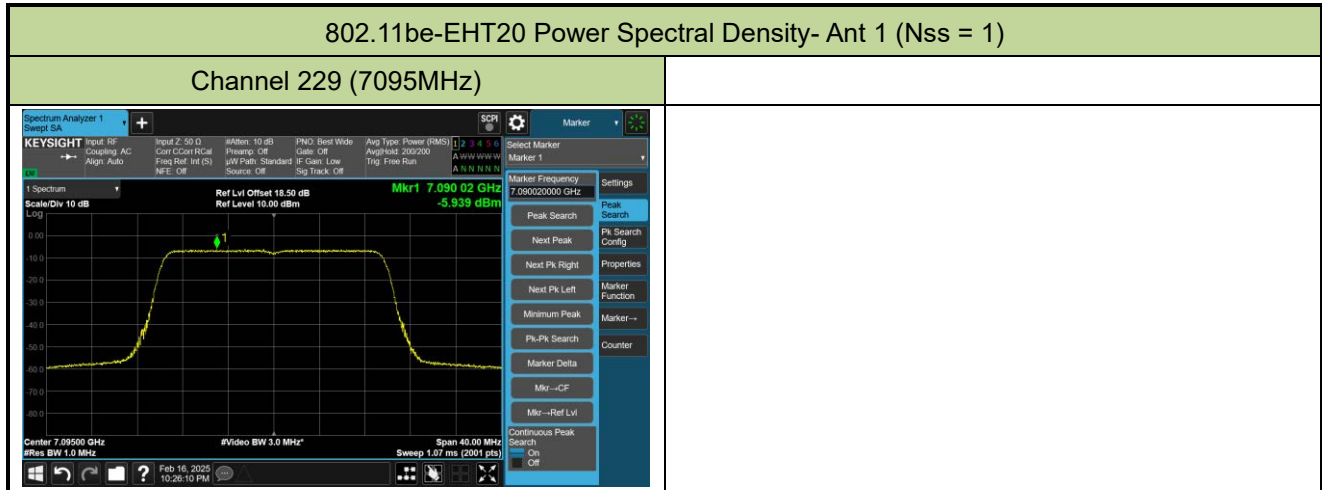 802.11be-EHT20 Power Spectral Density- Ant 1 (Nss = 1)
Channel 229 (7095MHz)
Spectrum Analyzer 1
Swept SA
+
SCPI
Marker
KEYSIGHT
Input: RF
Coupling: AC
Align: Auto
Input Z: 50 Ω
Corr CCorr RCal
Freq Ref: Int (S)
NFE: Off
#Atten: 10 dB
Preamp: Off
µW Path: Standard
Source: Off
PNO: Best Wide
Gate: Off
IF Gain: Low
Sig Track: Off
Avg Type: Power (RMS)
Avg|Hold: 200/200
Trig: Free Run
1 2 3 4 5 6
A W W W W W
A N N N N N
Select Marker
Marker 1
1 Spectrum
Scale/Div 10 dB
Log
Ref Lvl Offset 18.50 dB
Ref Level 10.00 dBm
Mkr1 7.090 02 GHz
-5.939 dBm
0.00
-10.0
-20.0
-30.0
-40.0
-50.0
-60.0
-70.0
-80.0
1
Center 7.09500 GHz
#Res BW 1.0 MHz
#Video BW 3.0 MHz*
Span 40.00 MHz
Sweep 1.07 ms (2001 pts)
Marker Frequency
7.090020000 GHz
Peak Search
Next Peak
Next Pk Right
Next Pk Left
Minimum Peak
Pk-Pk Search
Marker Delta
Mkr→CF
Mkr→Ref Lvl
Continuous Peak
Search
On
Off
Settings
Peak
Search
Pk Search
Config
Properties
Marker
Function
Marker→
Counter
?
Feb 16, 2025
10:26:10 PM